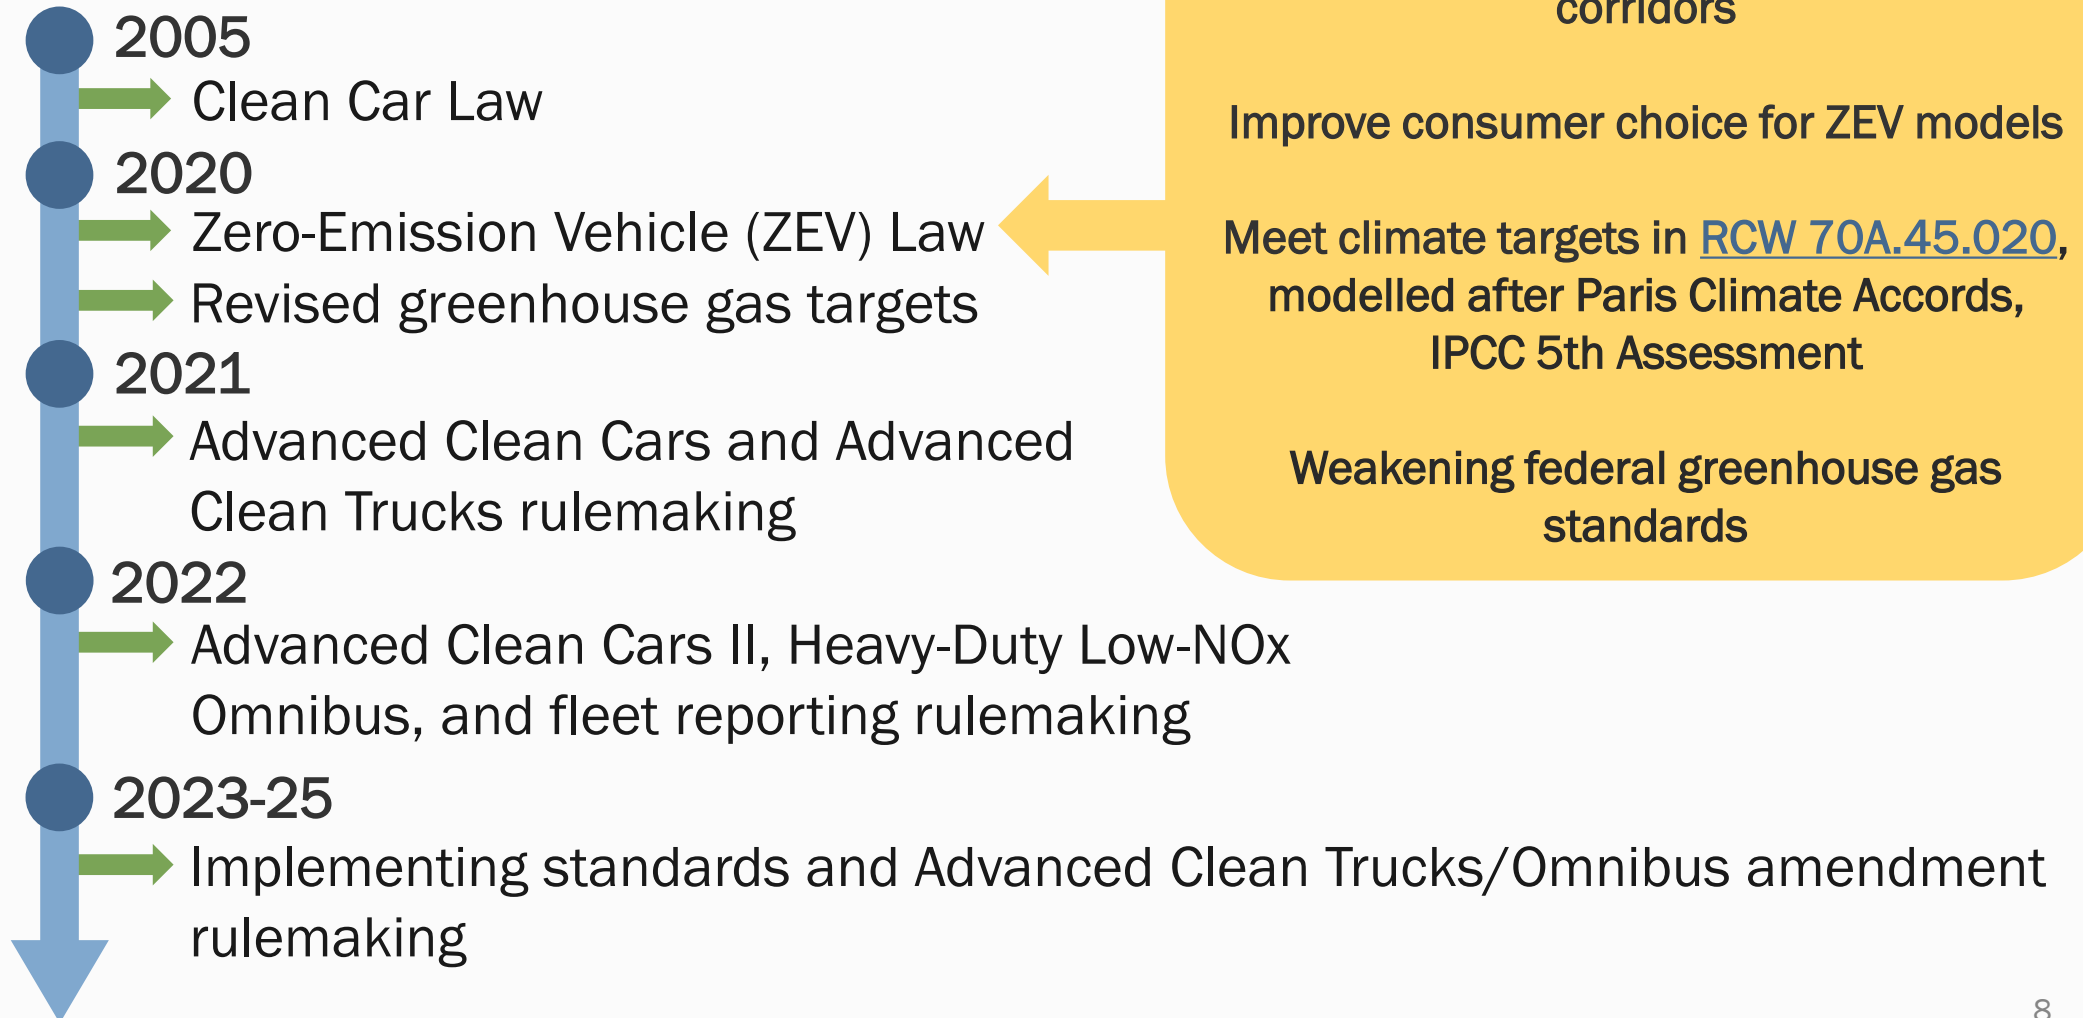 2005
Clean Car Law
2020
Zero-Emission Vehicle (ZEV) Law
Revised greenhouse gas targets
2021
Advanced Clean Cars and Advanced
Clean Trucks rulemaking
2022
Advanced Clean Cars II, Heavy-Duty Low-NOx
Omnibus, and fleet reporting rulemaking
2023-25
Implementing standards and Advanced Clean Trucks/Omnibus amendment
rulemaking
corridors
Improve consumer choice for ZEV models
Meet climate targets in RCW 70A.45.020,
modelled after Paris Climate Accords,
IPCC 5th Assessment
Weakening federal greenhouse gas
standards
8